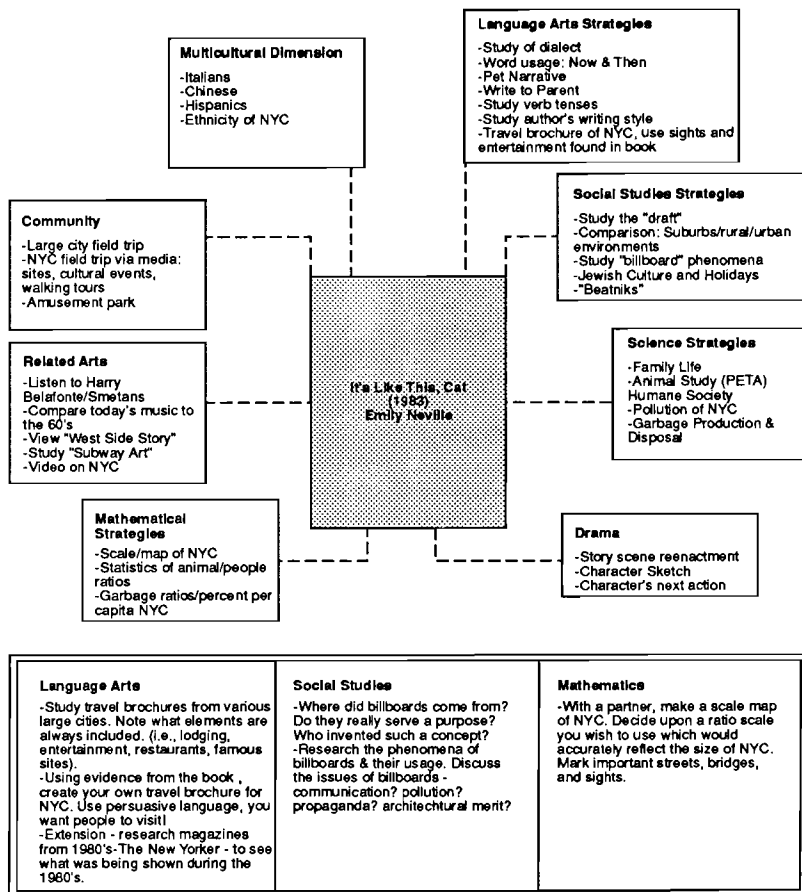 Multicultural Dimension
-Italians
-Chinese
-Hispanics
-Ethnicity of NYC
Language Arts Strategies
-Study of dialect
-Word usage: Now & Then
-Pet Narrative
-Write to Parent
-Study verb tenses
-Study author's writing style
-Travel brochure of NYC, use sights and
entertainment found in book
Community
-Large city field trip
-NYC field trip via media:
sites, cultural events,
walking tours
-Amusement park
Social Studies Strategies
-Study the "draft"
-Comparison: Suburbs/rural/urban
environments
-Study "billboard" phenomena
-Jewish Culture and Holidays
-"Beatniks"
Related Arts
-Listen to Harry
Belafonte/Smetans
-Compare today's music to
the 60's
-View "West Side Story"
-Study "Subway Art"
-Video on NYC
It's Like This, Cat
(1983)
Emily Neville
Science Strategies
-Family Life
-Animal Study (PETA)
Humane Society
-Pollution of NYC
-Garbage Production &
Disposal
Mathematical
Strategies
-Scale/map of NYC
-Statistics of animal/people
ratios
-Garbage ratios/percent per
capita NYC
Drama
-Story scene reenactment
-Character Sketch
-Character's next action
Language Arts
-Study travel brochures from various
large cities. Note what elements are
always included. (i.e., lodging,
entertainment, restaurants, famous
sites).
-Using evidence from the book ,
create your own travel brochure for
NYC. Use persuasive language, you
want people to visit!
-Extension - research magazines
from 1980's-The New Yorker - to see
what was being shown during the
1980's.
Social Studies
-Where did billboards come from?
Do they really serve a purpose?
Who invented such a concept?
-Research the phenomena of
billboards & their usage. Discuss
the issues of billboards -
communication? pollution?
propaganda? architechtural merit?
Mathematics
-With a partner, make a scale map
of NYC. Decide upon a ratio scale
you wish to use which would
accurately reflect the size of NYC.
Mark important streets, bridges,
and sights.